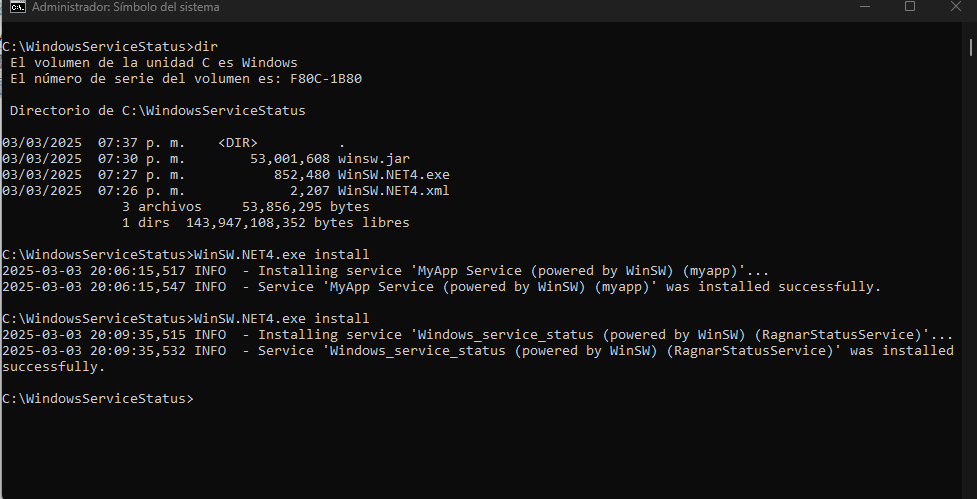 Administrador: Símbolo del sistema
C:\WindowsServiceStatus>dir
 El volumen de la unidad C es Windows
 El número de serie del volumen es: F80C-1B80
 Directorio de C:\WindowsServiceStatus
03/03/2025  07:37 p. m.    <DIR>          .
03/03/2025  07:30 p. m.        53,001,608 winsw.jar
03/03/2025  07:27 p. m.           852,480 WinSW.NET4.exe
03/03/2025  07:26 p. m.             2,207 WinSW.NET4.xml
               3 archivos     53,856,295 bytes
               1 dirs  143,947,108,352 bytes libres
C:\WindowsServiceStatus>WinSW.NET4.exe install
2025-03-03 20:06:15,517 INFO  - Installing service 'MyApp Service (powered by WinSW) (myapp)'...
2025-03-03 20:06:15,547 INFO  - Service 'MyApp Service (powered by WinSW) (myapp)' was installed successfully.
C:\WindowsServiceStatus>WinSW.NET4.exe install
2025-03-03 20:09:35,515 INFO  - Installing service 'Windows_service_status (powered by WinSW) (RagnarStatusService)'...
2025-03-03 20:09:35,532 INFO  - Service 'Windows_service_status (powered by WinSW) (RagnarStatusService)' was installed
successfully.
C:\WindowsServiceStatus>